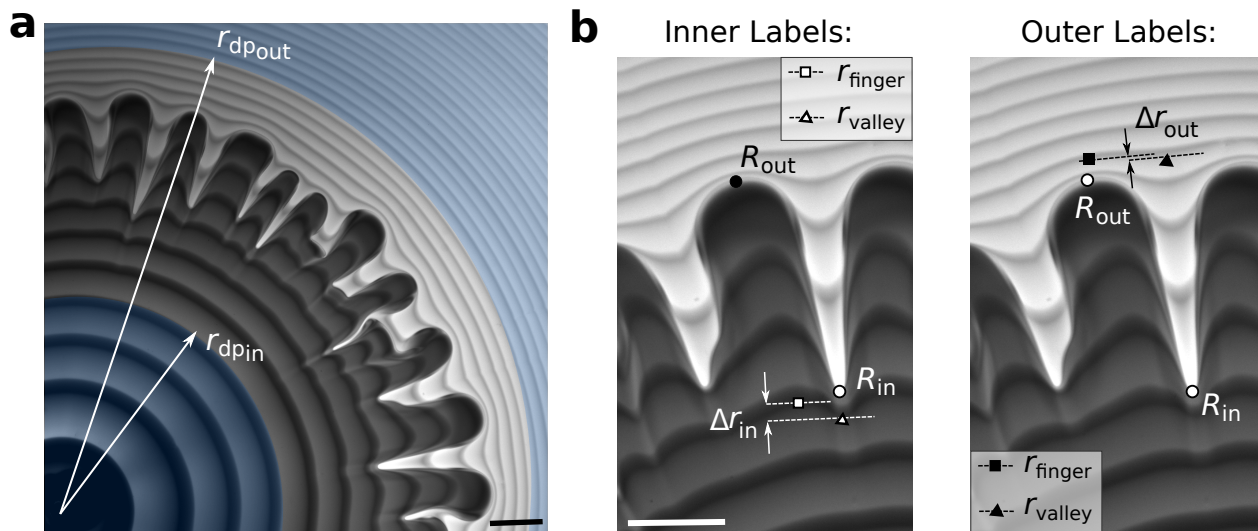 a
r_dp_out
r_dp_in
b
Inner Labels:
r_finger
r_valley
R_out
R_in
Δr_in
Outer Labels:
Δr_out
R_out
R_in
r_finger
r_valley